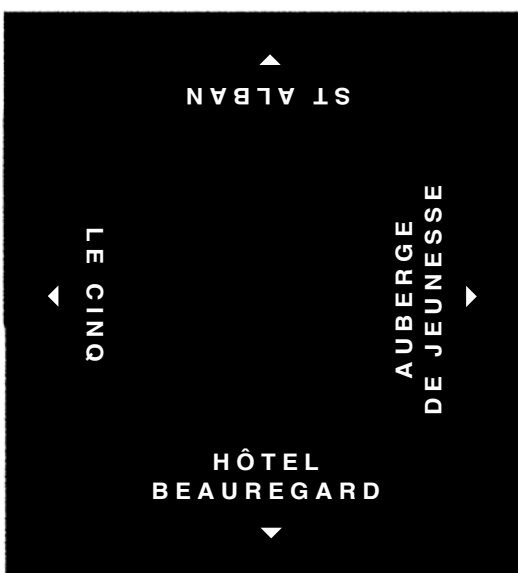 ST ALBAN
LE CINQ
AUBERGE
DE JEUNESSE
HÔTEL
BEAUREGARD